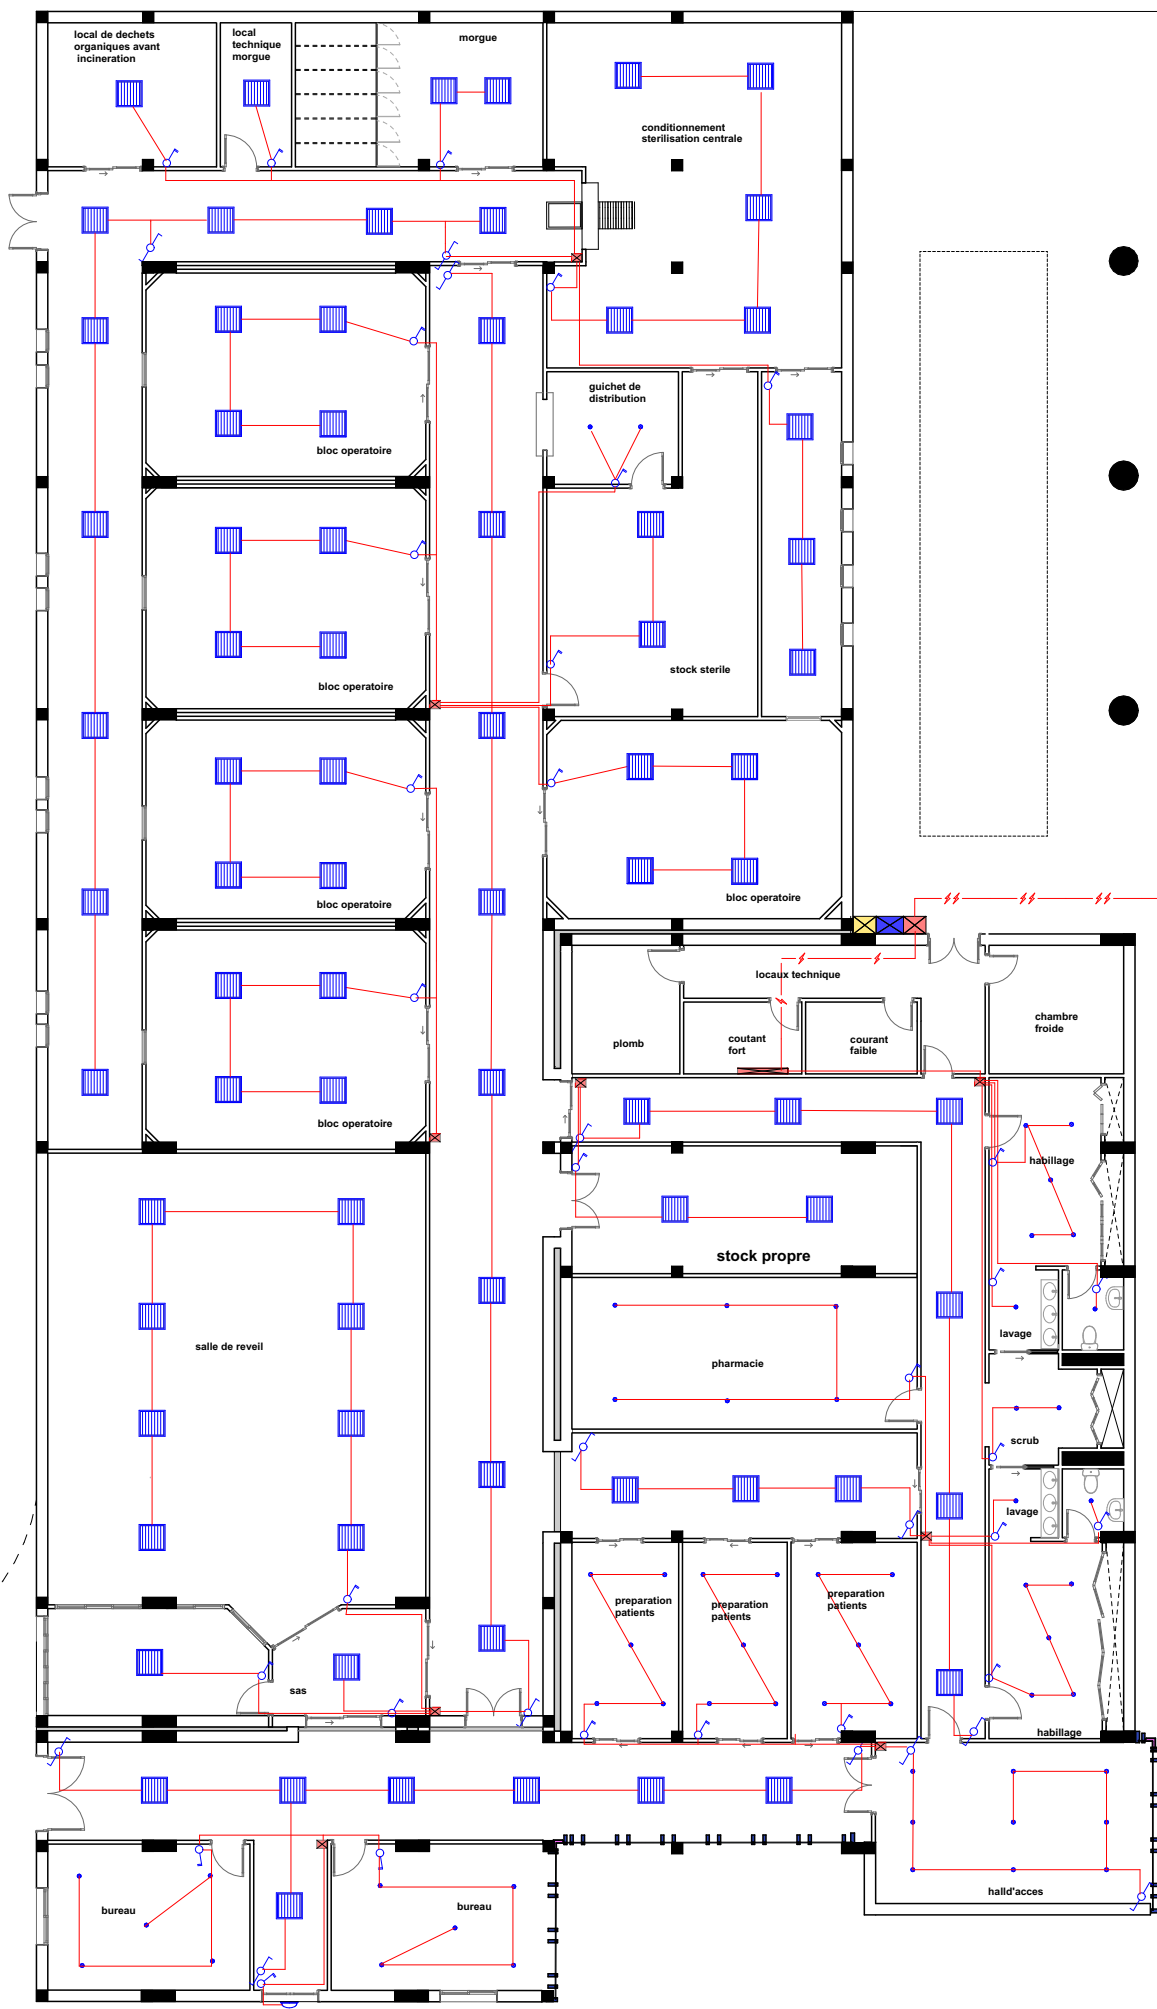 local de dechets
organiques avant
incineration
local
technique
morgue
morgue
conditionnement
sterilisation centrale
guichet de
distribution
bloc operatoire
bloc operatoire
stock sterile
bloc operatoire
bloc operatoire
locaux technique
plomb
coutant
fort
courant
faible
chambre
froide
bloc operatoire
habillage
stock propre
salle de reveil
lavage
pharmacie
scrub
lavage
preparation
patients
preparation
patients
preparation
patients
sas
habillage
halld'acces
bureau
bureau